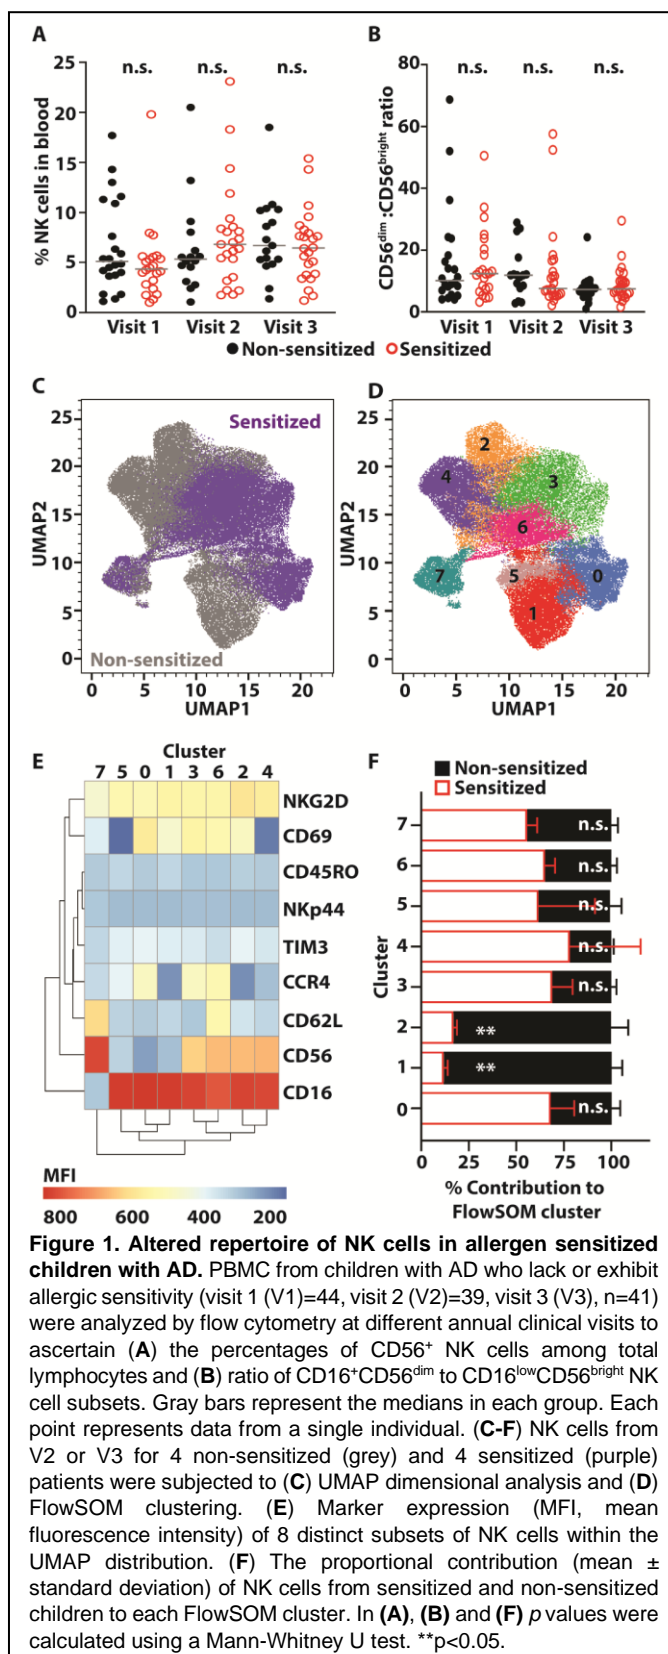 A
B
25
20
15
10
5
0
% NK cells in blood
n.s. n.s. n.s.
Visit 1 Visit 2 Visit 3
80
60
40
20
0
CD56dim :CD56bright ratio
n.s. n.s. n.s.
Visit 1 Visit 2 Visit 3
Non-sensitized Sensitized
C
D
25
20
15
10
5
0
UMAP2
Sensitized
Non-sensitized
0 5 10 15 20
UMAP1
25
20
15
10
5
0
UMAP2
2
4
3
6
7
5
0
1
0 5 10 15 20
UMAP1
E
Cluster
7 5 0 1 3 6 2 4
NKG2D
CD69
CD45RO
NKp44
TIM3
CCR4
CD62L
CD56
CD16
MFI
800 600 400 200
F
Non-sensitized
Sensitized
Cluster
7 n.s.
6 n.s.
5 n.s.
4 n.s.
3 n.s.
2 **
1 **
0 n.s.
0 25 50 75 100
% Contribution to
FlowSOM cluster
Figure 1. Altered repertoire of NK cells in allergen sensitized
children with AD. PBMC from children with AD who lack or exhibit
allergic sensitivity (visit 1 (V1)=44, visit 2 (V2)=39, visit 3 (V3), n=41)
were analyzed by flow cytometry at different annual clinical visits to
ascertain (A) the percentages of CD56+ NK cells among total
lymphocytes and (B) ratio of CD16+CD56dim to CD16lowCD56bright NK
cell subsets. Gray bars represent the medians in each group. Each
point represents data from a single individual. (C-F) NK cells from
V2 or V3 for 4 non-sensitized (grey) and 4 sensitized (purple)
patients were subjected to (C) UMAP dimensional analysis and (D)
FlowSOM clustering. (E) Marker expression (MFI, mean
fluorescence intensity) of 8 distinct subsets of NK cells within the
UMAP distribution. (F) The proportional contribution (mean ±
standard deviation) of NK cells from sensitized and non-sensitized
children to each FlowSOM cluster. In (A), (B) and (F) p values were
calculated using a Mann-Whitney U test. **p<0.05.